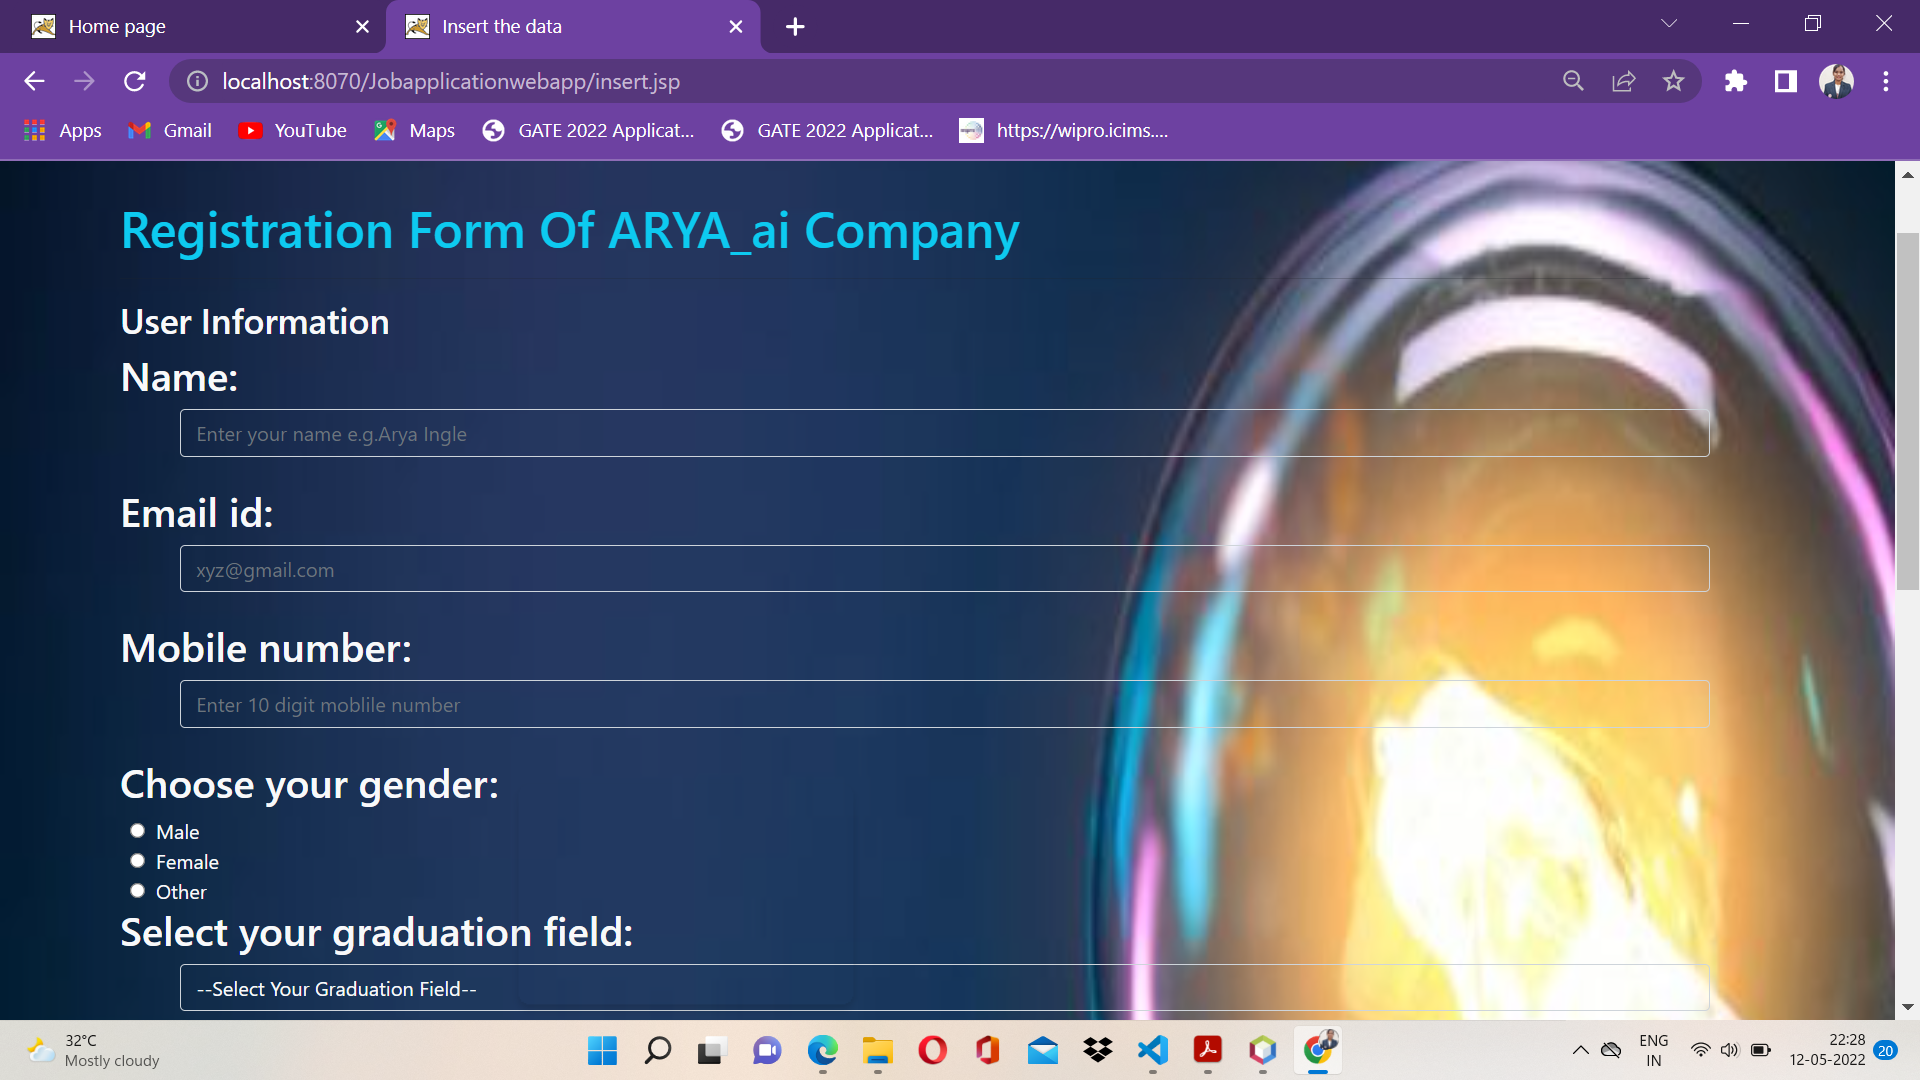 Home page
Insert the data
localhost:8070/Jobapplicationwebapp/insert.jsp
Apps
Gmail
YouTube
Maps
GATE 2022 Applicat...
GATE 2022 Applicat...
https://wipro.icims....
Registration Form Of ARYA_ai Company
User Information
Name:
Enter your name e.g.Arya Ingle
Email id:
xyz@gmail.com
Mobile number:
Enter 10 digit moblile number
Choose your gender:
Male
Female
Other
Select your graduation field:
--Select Your Graduation Field--
32°C
Mostly cloudy
ENG
IN
22:28
12-05-2022
20